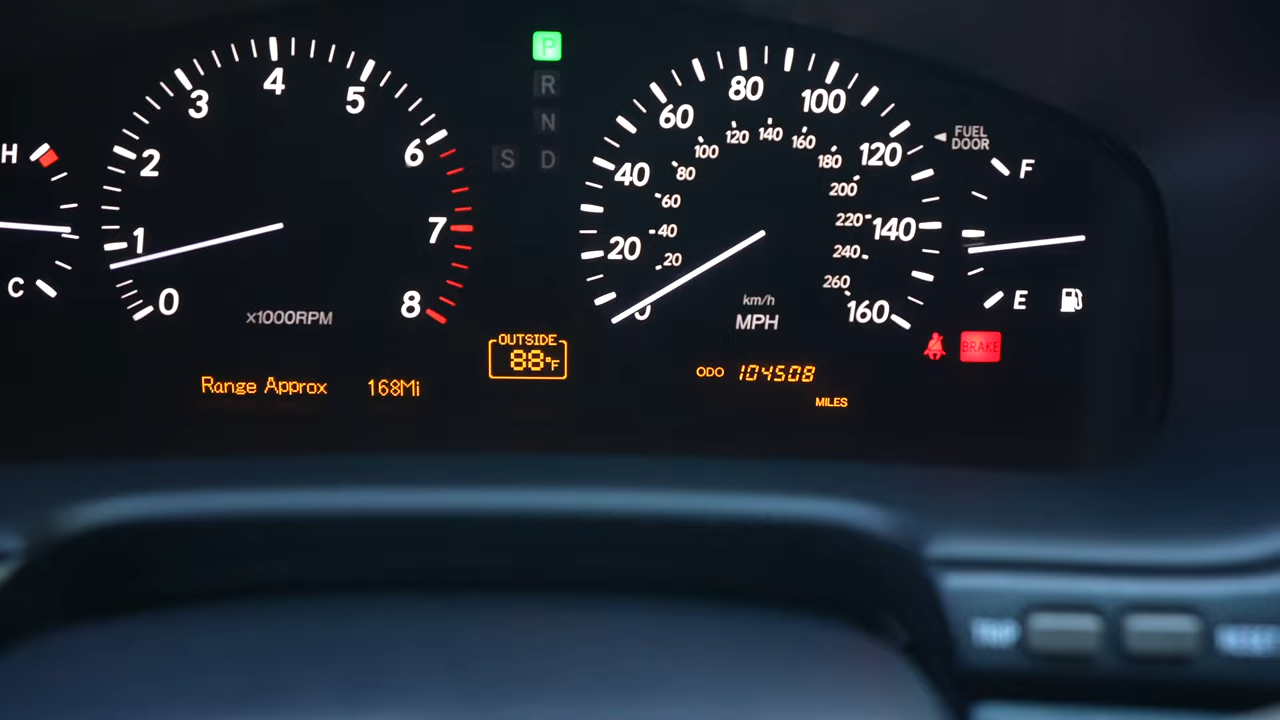 H
C
0
1
2
3
4
5
6
7
8
x1000RPM
P
R
N
S D
20
40
60
80
100
120
140
160
20
40
60
80
100
120
140
160
180
200
220
240
260
km/h
MPH
FUEL
DOOR
F
E
BRAKE
OUTSIDE
88°F
Range Approx 168Mi
ODO 104508
MILES
TRIP
RESET